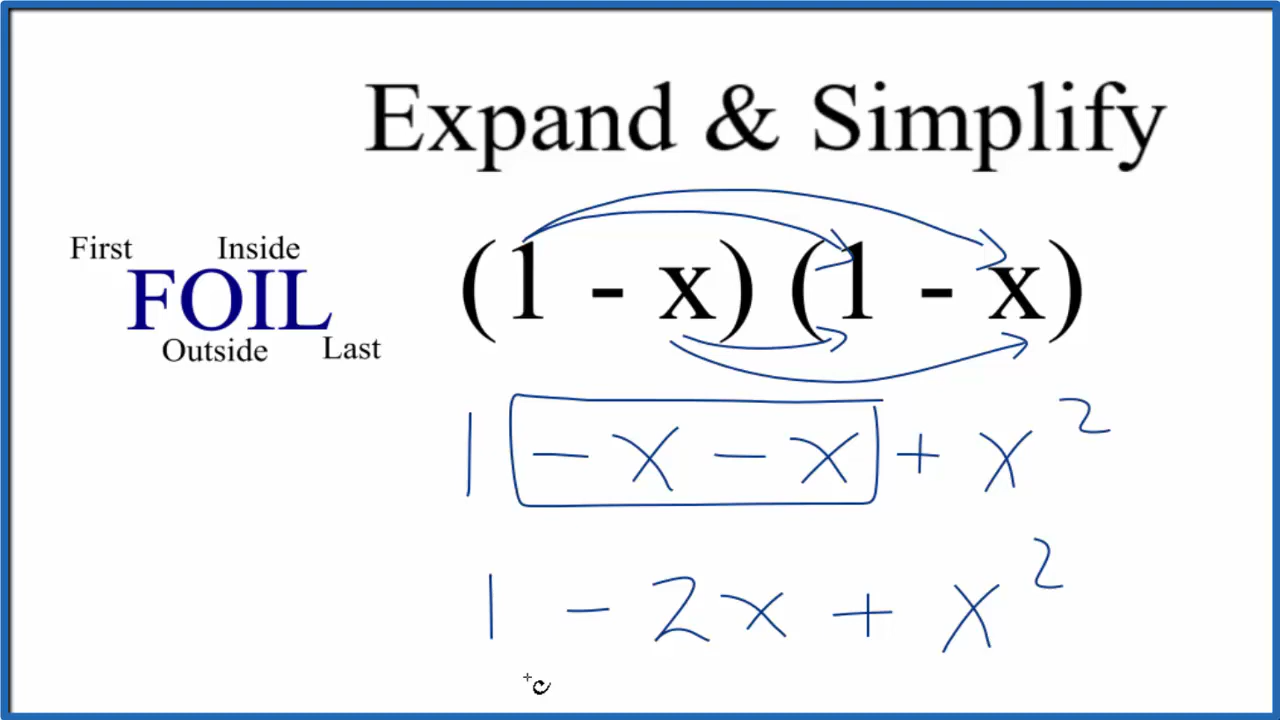 Expand & Simplify
First Inside
FOIL
Outside Last
(1 - x) (1 - x)
1 - x - x + x²
1 - 2x + x²